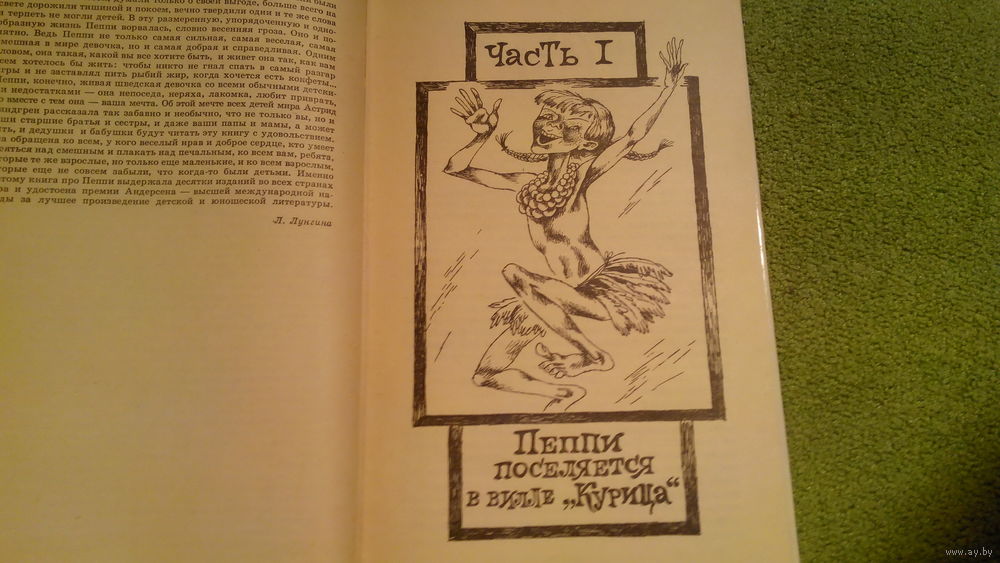 были
свете дорожили тишиной и покоем, вечно твердили одни и те же слова
терпеть не могли детей. В эту размеренную, упорядоченную и одно-
образную жизнь Пеппи ворвалась, словно весенняя гроза. Оно и по-
нятно. Ведь Пеппи не только самая сильная, самая веселая, самая
смешная в мире девочка, но и самая добрая и справедливая. Одним
словом, она такая, какой вы все хотите быть, и живет она так, как вам
всем хотелось бы жить: чтобы никто не гнал спать в самый разгар
игры и не заставлял пить рыбий жир, когда хочется есть конфеты...
Пеппи, конечно, живая шведская девочка со всеми обычными детски-
ми недостатками — она непоседа, неряха, лакомка, любит приврать,
но вместе с тем она — ваша мечта. Об этой мечте всех детей мира Астрид
Линдгрен рассказала так забавно и необычно, что не только вы, но и
ваши старшие братья и сестры, и даже ваши папы и мамы, а может
быть, и дедушки и бабушки будут читать эту книгу с удовольствием.
обращена ко всем, у кого веселый нрав и доброе сердце, кто умеет
смеяться над смешным и плакать над печальным, ко всем вам, ребята,
которые те же взрослые, но только еще маленькие, и ко всем взрослым,
которые еще не совсем забыли, что когда-то были детьми. Именно
поэтому книга про Пеппи выдержала десятки изданий во всех странах
мира и удостоена премии Андерсена — высшей международной на-
грады за лучшее произведение детской и юношеской литературы.
Л. Лунгина
Часть I
Пеппи
поселяется
в вилле „Курица“
www.ay.by